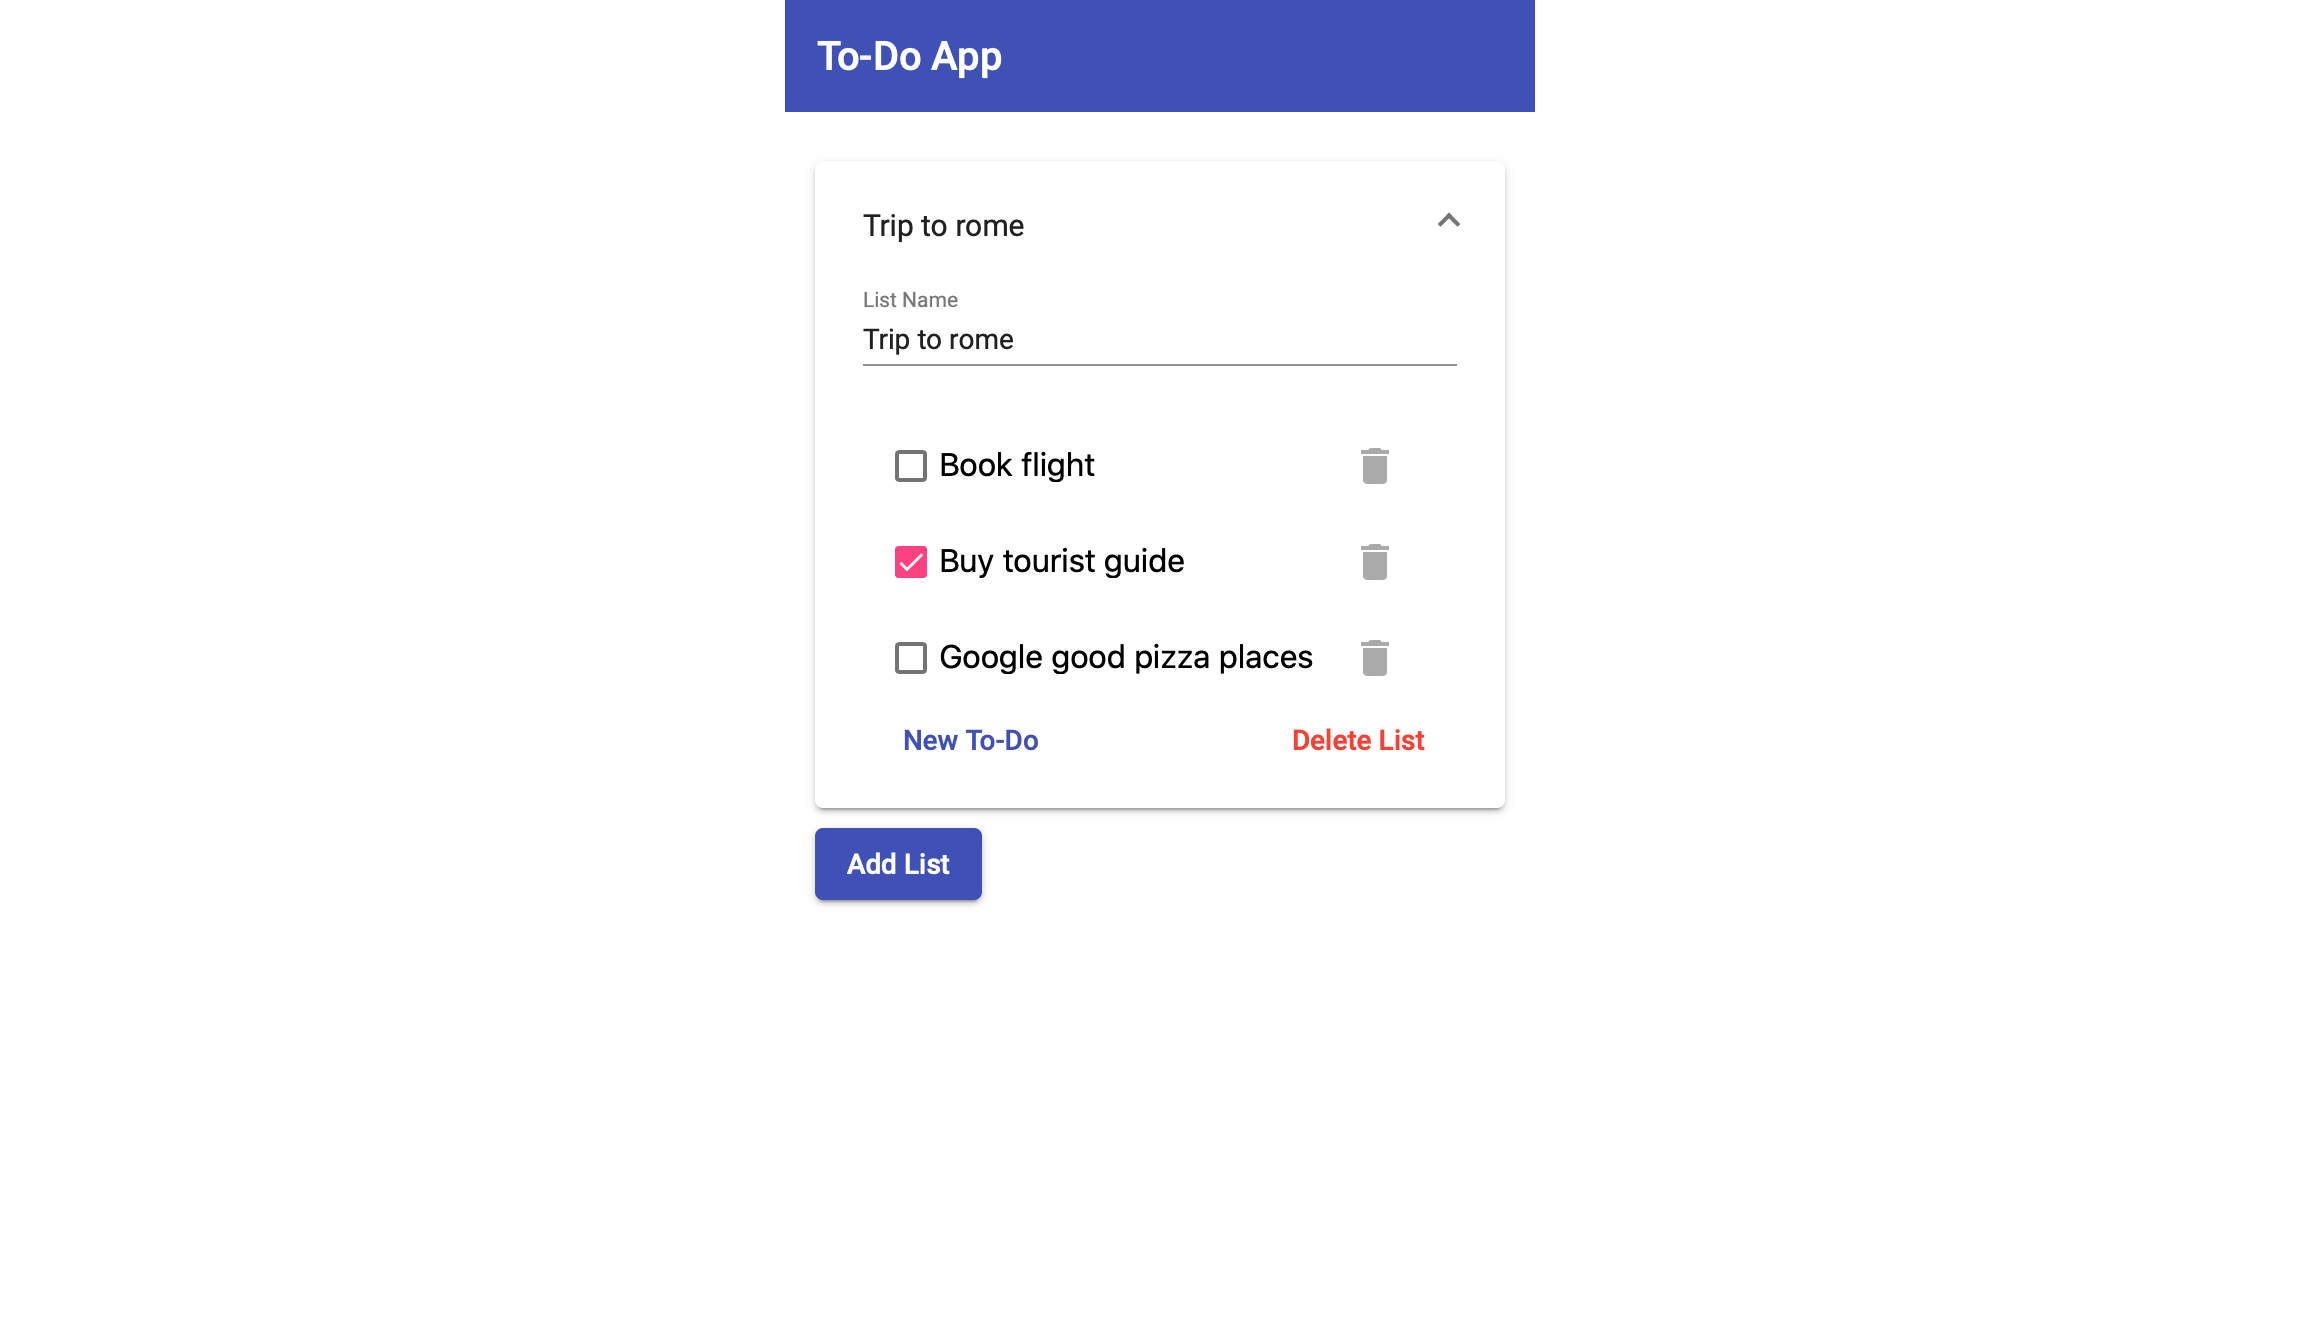 To-Do App
Trip to rome
List Name
Trip to rome
Book flight
Buy tourist guide
Google good pizza places
New To-Do
Delete List
Add List